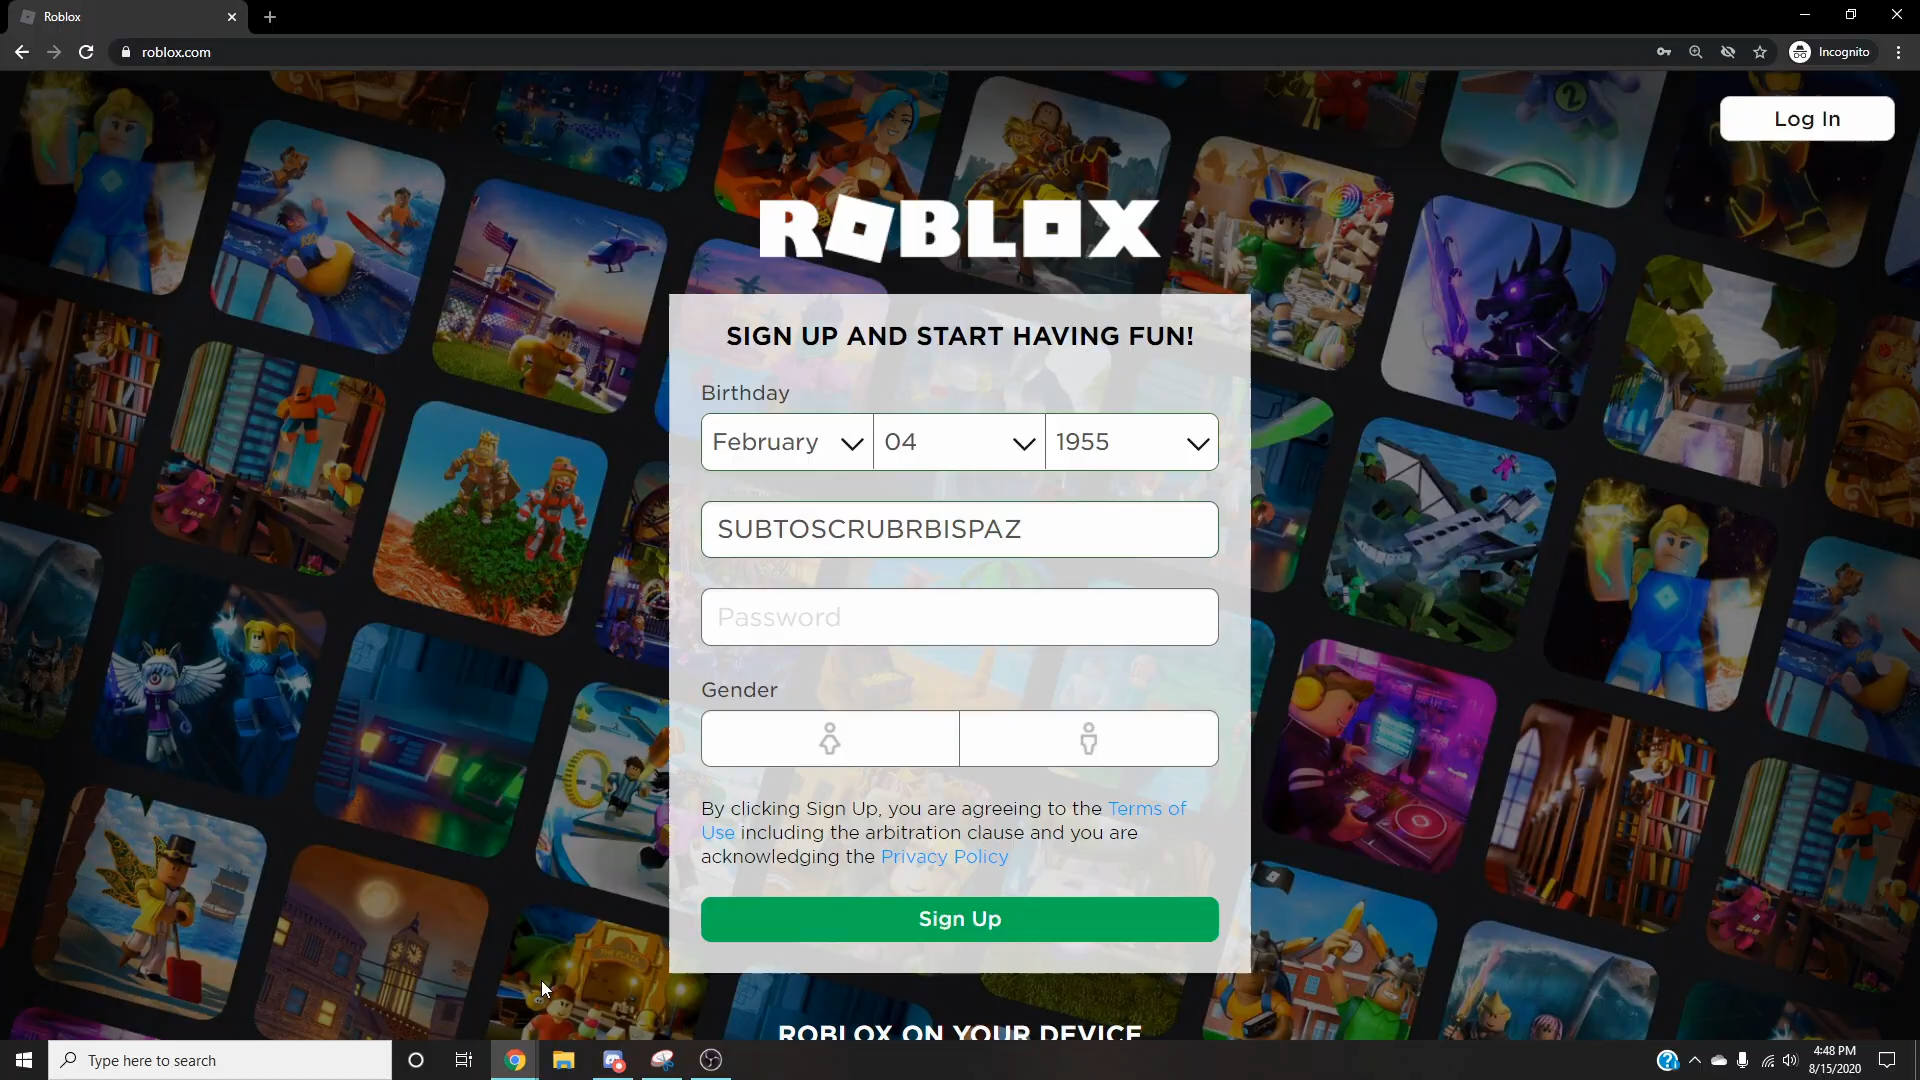 Roblox
roblox.com
Incognito
Log In
ROBLOX
SIGN UP AND START HAVING FUN!
Birthday
February 04 1955
SUBTOSCRUBRBISPAZ
Password
Gender
By clicking Sign Up, you are agreeing to the Terms of
Use including the arbitration clause and you are
acknowledging the Privacy Policy
Sign Up
ROBLOX ON YOUR DEVICE
Type here to search
4:48 PM
8/15/2020